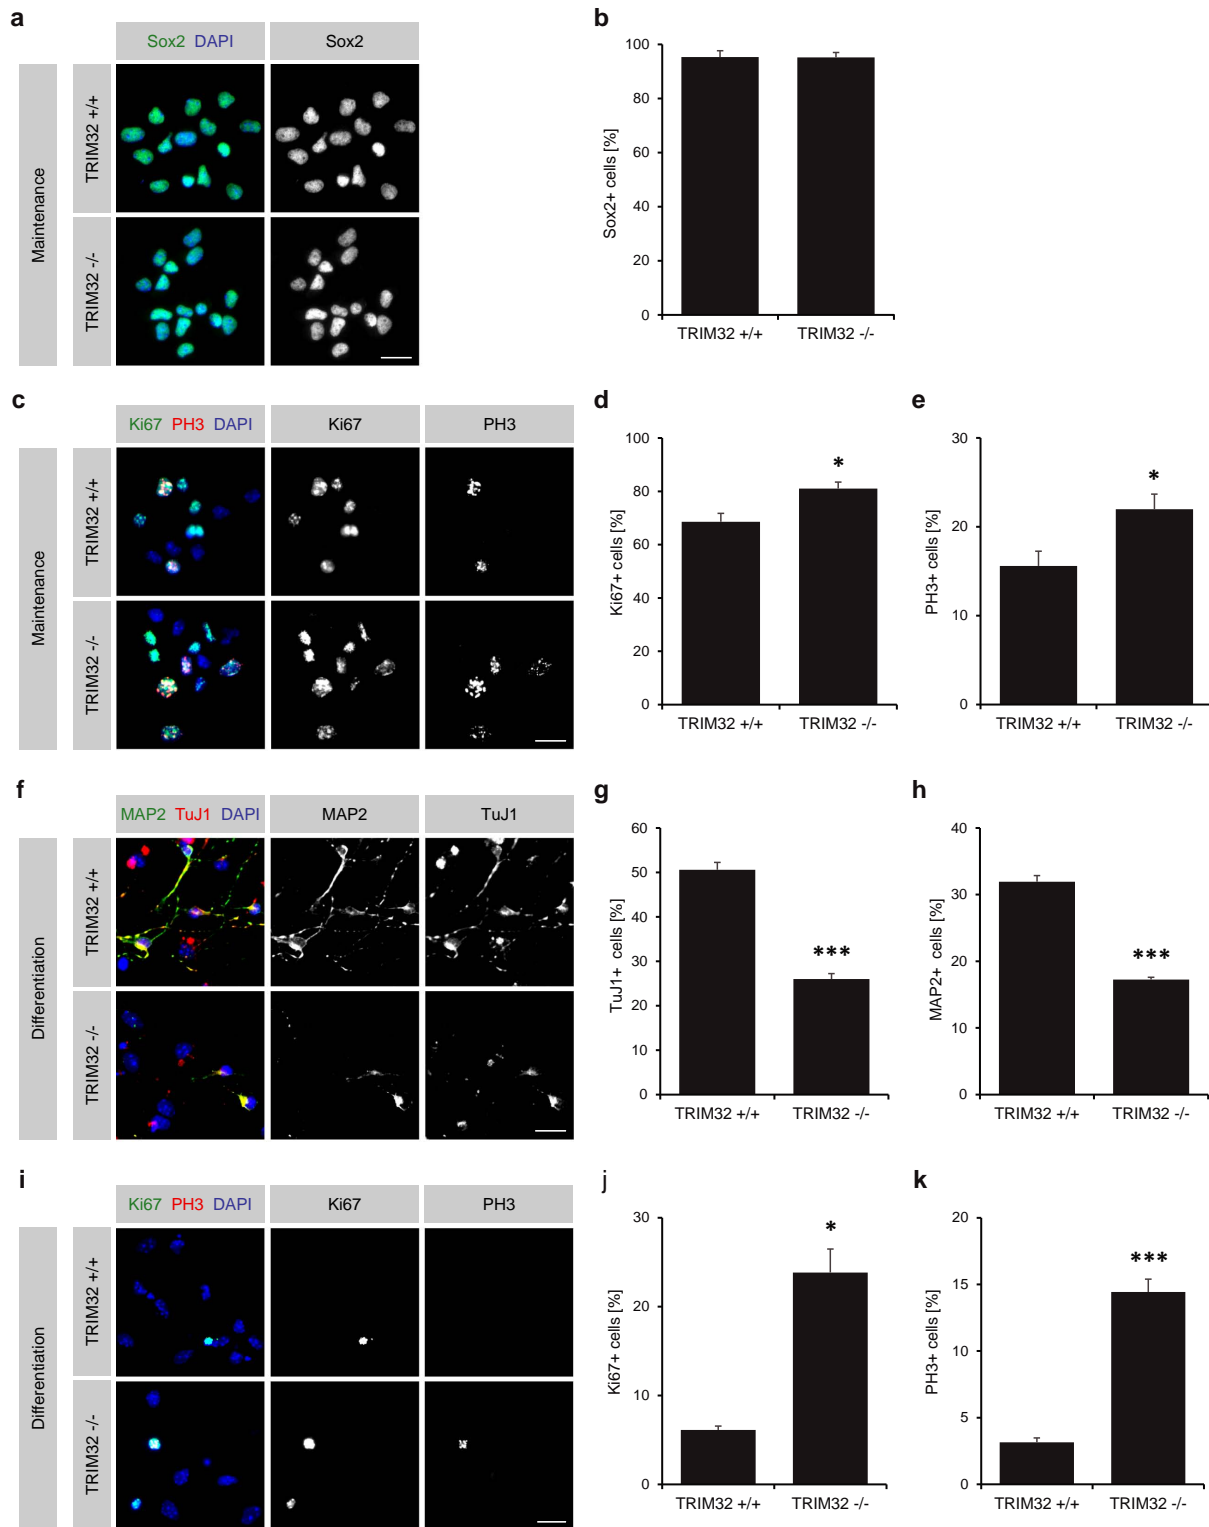 a
Sox2 DAPI
Sox2
Maintenance
TRIM32 +/+
TRIM32 -/-
b
Sox2+ cells [%]
100
80
60
40
20
0
TRIM32 +/+
TRIM32 -/-
c
Ki67 PH3 DAPI
Ki67
PH3
Maintenance
TRIM32 +/+
TRIM32 -/-
d
Ki67+ cells [%]
100
80
60
40
20
0
*
TRIM32 +/+
TRIM32 -/-
e
PH3+ cells [%]
30
20
10
0
*
TRIM32 +/+
TRIM32 -/-
f
MAP2 TuJ1 DAPI
MAP2
TuJ1
Differentiation
TRIM32 +/+
TRIM32 -/-
g
TuJ1+ cells [%]
60
50
40
30
20
10
0
***
TRIM32 +/+
TRIM32 -/-
h
MAP2+ cells [%]
40
30
20
10
0
***
TRIM32 +/+
TRIM32 -/-
i
Ki67 PH3 DAPI
Ki67
PH3
Differentiation
TRIM32 +/+
TRIM32 -/-
j
Ki67+ cells [%]
30
20
10
0
*
TRIM32 +/+
TRIM32 -/-
k
PH3+ cells [%]
20
15
10
5
0
***
TRIM32 +/+
TRIM32 -/-